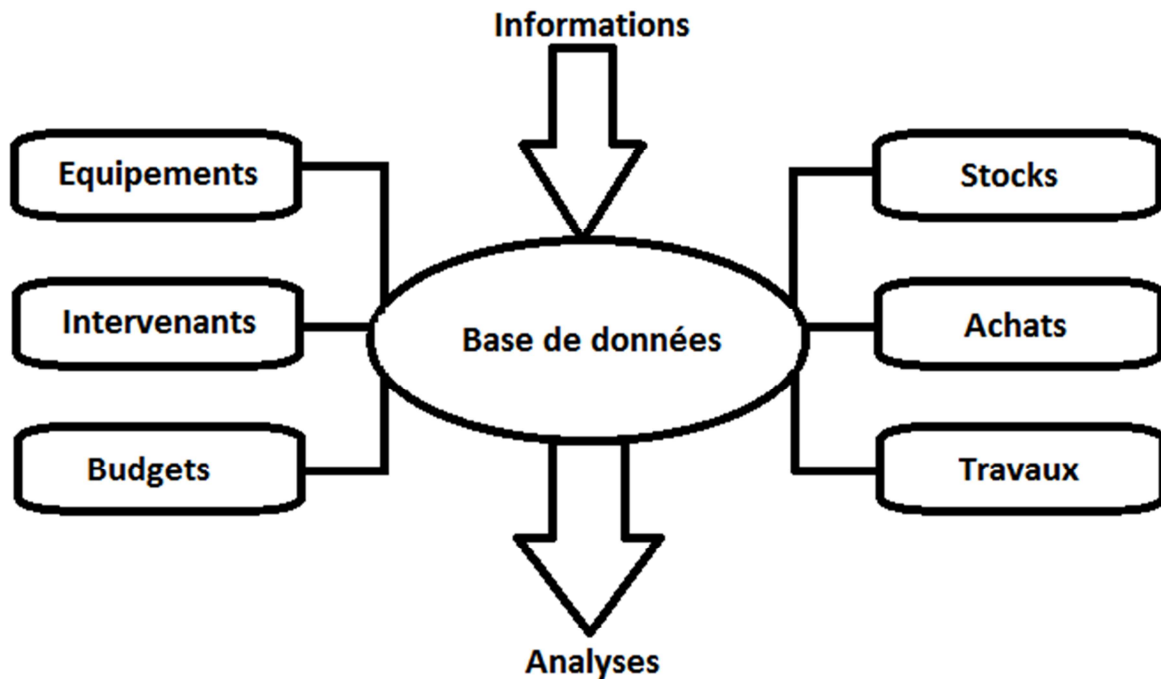 Informations
Equipements
Stocks
Intervenants
Base de données
Achats
Budgets
Travaux
Analyses